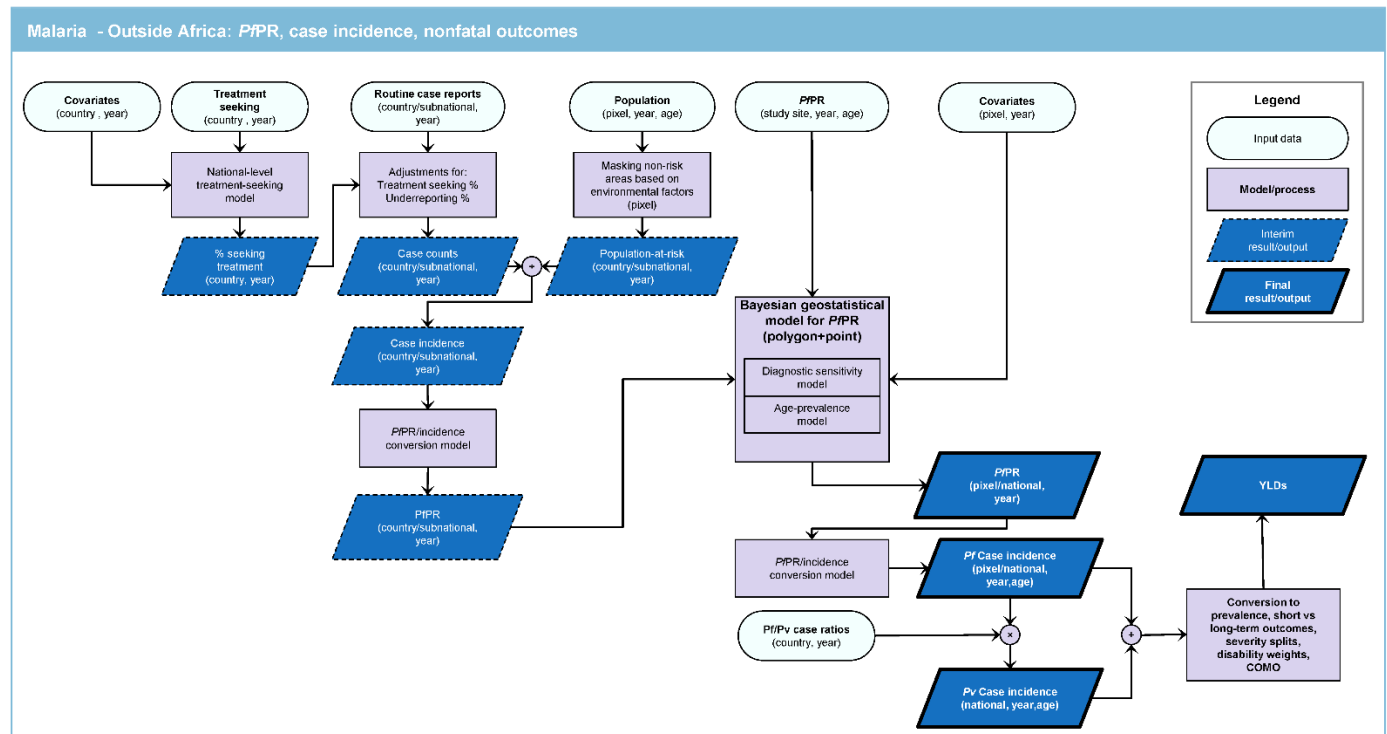 Malaria - Outside Africa: PfPR, case incidence, nonfatal outcomes
Covariates
(country , year)
Treatment
seeking
(country , year)
Routine case reports
(country/subnational,
year)
Population
(pixel, year, age)
PfPR
(study site, year, age)
Covariates
(pixel, year)
Legend
Input data
Model/process
Interim
result/output
Final
result/output
National-level
treatment-seeking
model
Adjustments for:
Treatment seeking %
Underreporting %
Masking non-risk
areas based on
environmental factors
(pixel)
% seeking
treatment
(country, year)
Case counts
(country/subnational,
year)
÷
Population-at-risk
(country/subnational,
year)
Case incidence
(country/subnational,
year)
PfPR/incidence
conversion model
PfPR
(country/subnational,
year)
Bayesian geostatistical
model for PfPR
(polygon+point)
Diagnostic sensitivity
model
Age-prevalence
model
PfPR
(pixel/national,
year)
YLDs
PfPR/incidence
conversion model
Pf Case incidence
(pixel/national,
year,age)
Pf/Pv case ratios
(country, year)
×
+
Conversion to
prevalence, short vs
long-term outcomes,
severity splits,
disability weights,
COMO
Pv Case incidence
(national, year,age)